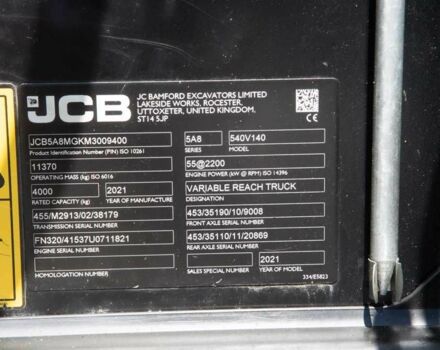 JCB
JC BAMFORD EXCAVATORS LIMITED
LAKESIDE WORKS, ROCESTER,
UTTOXETER, UNITED KINGDOM.
ST14 5JP
JCB5A8MGKM3009400
Product Identification Number (PIN) ISO 10261
5A8
SERIES
540V140
MODEL
11370
OPERATING MASS (kg) ISO 6016
55@2200
ENGINE POWER (kW @ RPM) ISO 14396
4000
RATED CAPACITY (kg)
2021
YEAR OF MANUFACTURE
VARIABLE REACH TRUCK
DESIGNATION
455/M2913/02/38179
TRANSMISSION SERIAL NUMBER
453/35190/10/9008
FRONT AXLE SERIAL NUMBER
FN320/41537U0711821
ENGINE SERIAL NUMBER
453/35110/11/20869
REAR AXLE SERIAL NUMBER
HOMOLOGATION NUMBER
SALES SPECIAL NUMBER
2021
YEAR OF MODEL
334/E5823